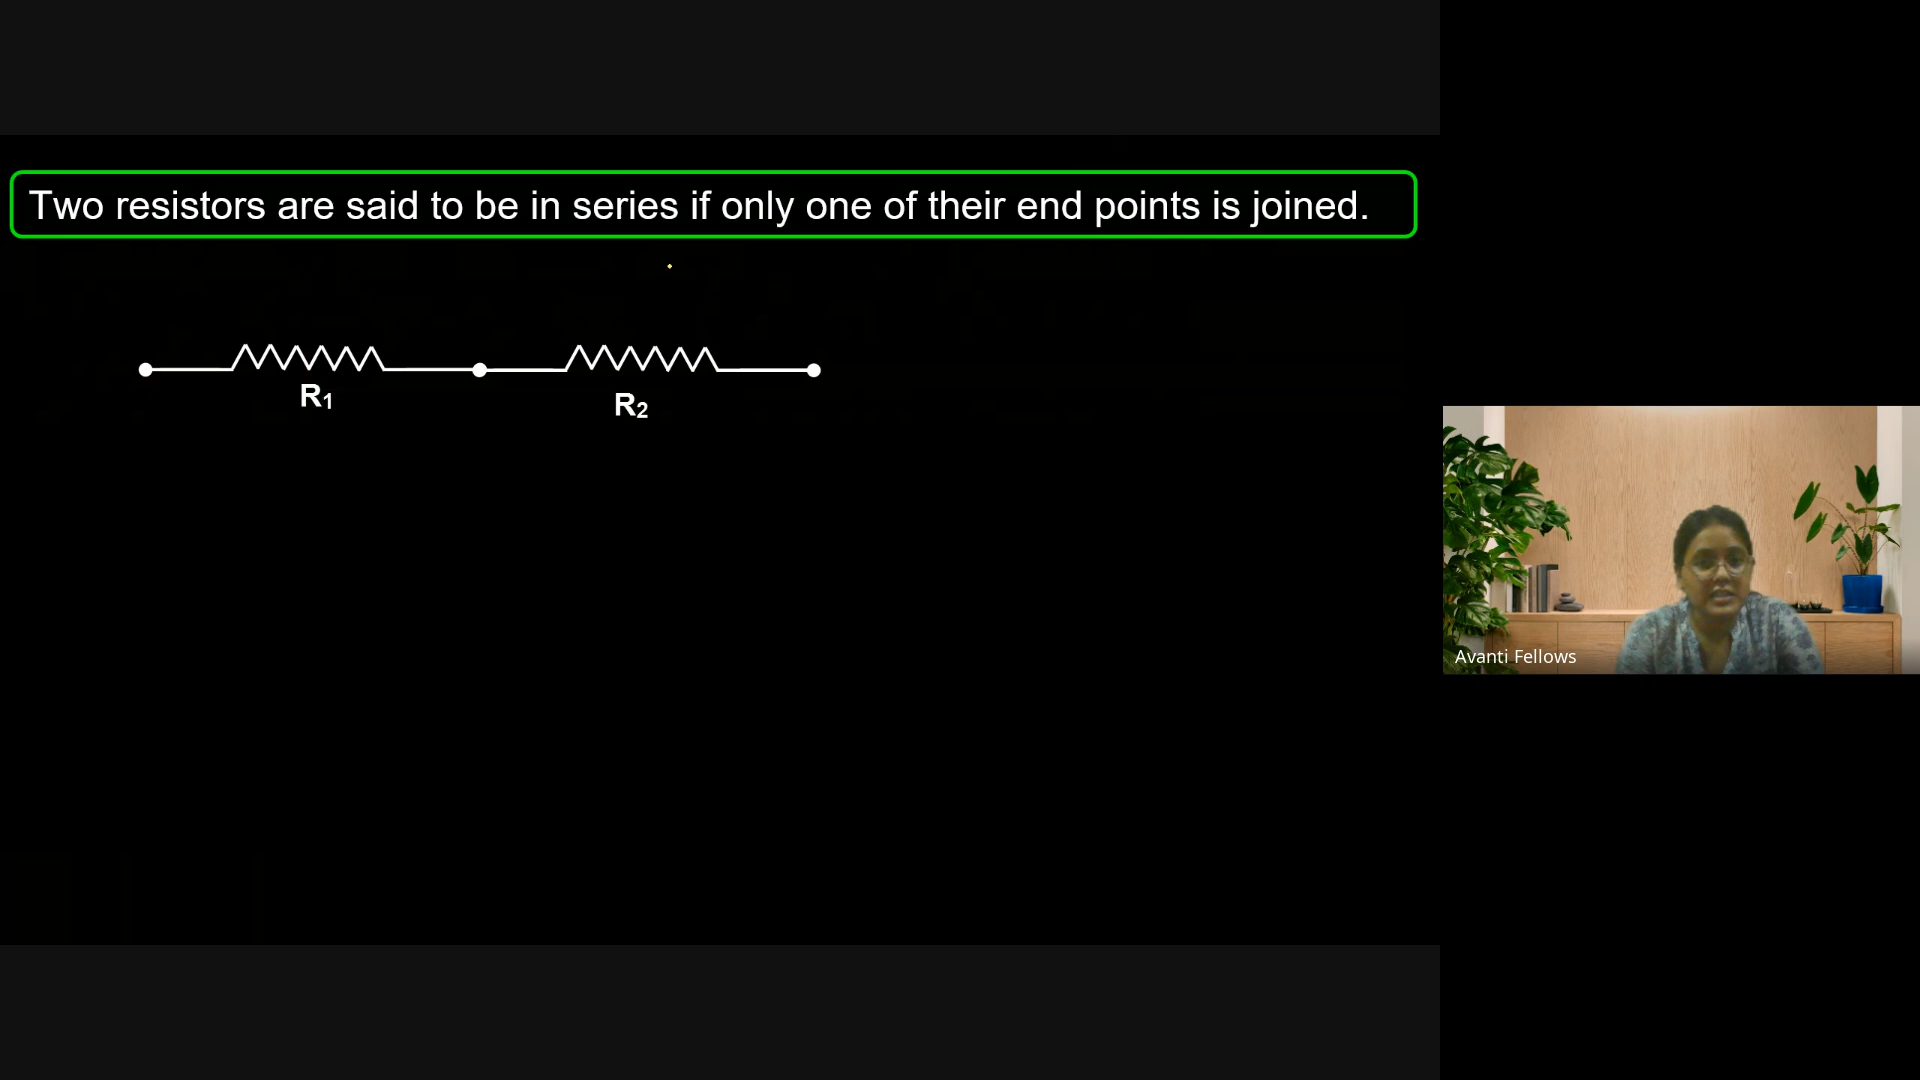 Two resistors are said to be in series if only one of their end points is joined.
R₁
R₂
Avanti Fellows